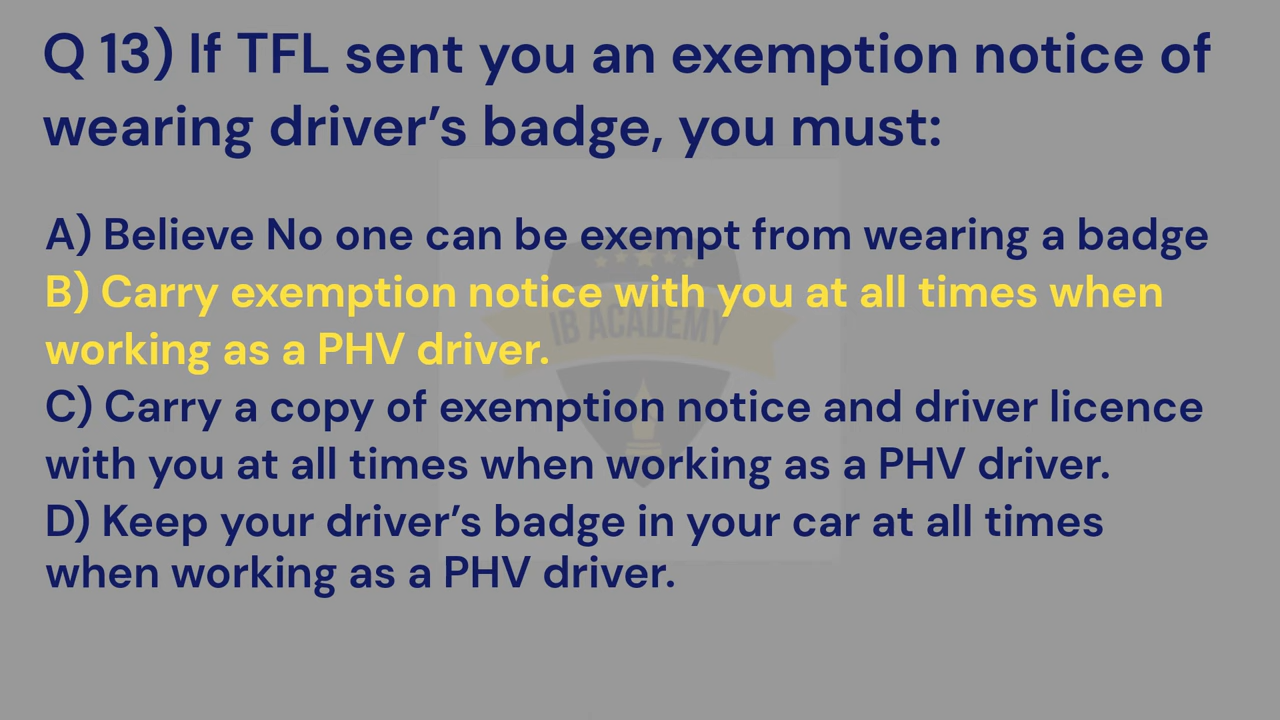 Q 13) If TFL sent you an exemption notice of
wearing driver’s badge, you must:
A) Believe No one can be exempt from wearing a badge
B) Carry exemption notice with you at all times when
working as a PHV driver.
C) Carry a copy of exemption notice and driver licence
with you at all times when working as a PHV driver.
D) Keep your driver’s badge in your car at all times
when working as a PHV driver.
IB ACADEMY